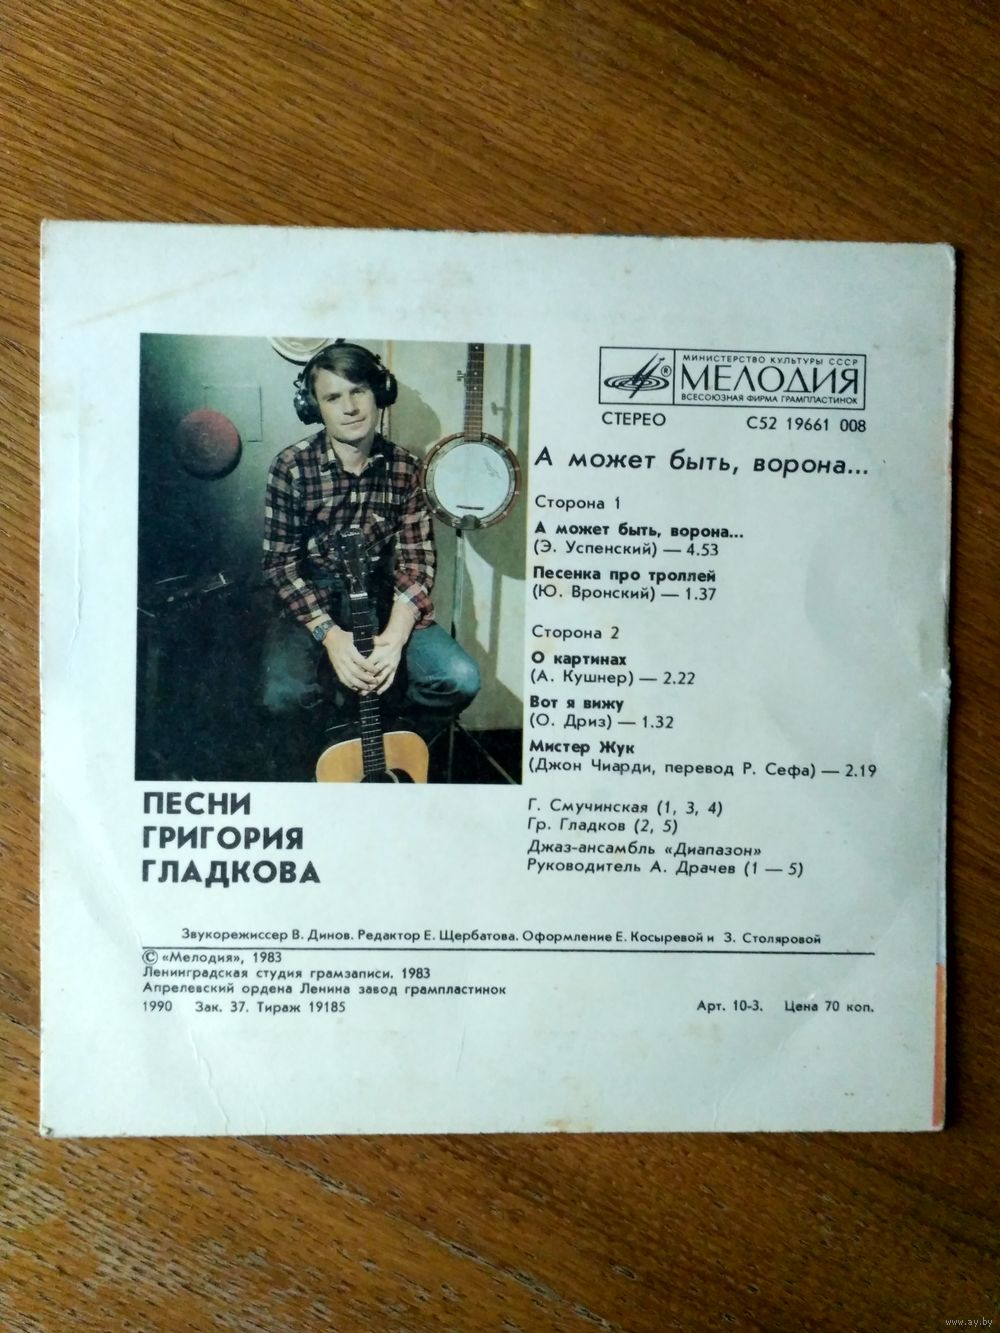 МИНИСТЕРСТВО КУЛЬТУРЫ СССР
® МЕЛОДИЯ
ВСЕСОЮЗНАЯ ФИРМА ГРАМПЛАСТИНОК
СТЕРЕО С52 19661 008
А может быть, ворона...
Сторона 1
А может быть, ворона...
(Э. Успенский) — 4.53
Песенка про троллей
(Ю. Вронский) — 1.37
Сторона 2
О картинах
(А. Кушнер) — 2.22
Вот я вижу
(О. Дриз) — 1.32
Мистер Жук
(Джон Чиарди, перевод Р. Сефа) — 2.19
Г. Смучинская (1, 3, 4)
Гр. Гладков (2, 5)
Джаз-ансамбль «Диапазон»
Руководитель А. Драчев (1 — 5)
ПЕСНИ
ГРИГОРИЯ
ГЛАДКОВА
Звукорежиссер В. Динов. Редактор Е. Щербатова. Оформление Е. Косыревой и З. Столяровой
© «Мелодия», 1983
Ленинградская студия грамзаписи. 1983
Апрелевский ордена Ленина завод грампластинок
1990 Зак. 37. Тираж 19185 Арт. 10-3. Цена 70 коп.
www.ay.by